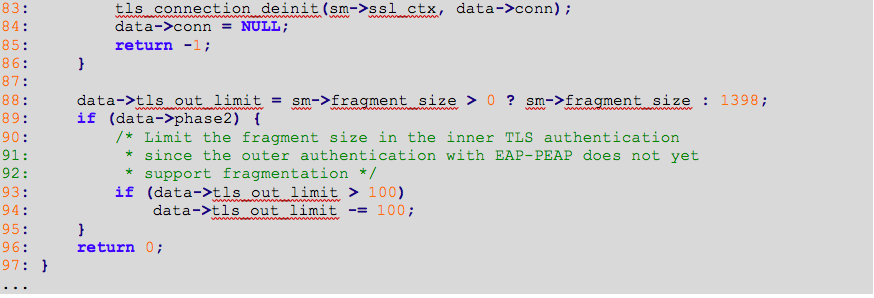 83:         tls_connection_deinit(sm->ssl_ctx, data->conn);
84:         data->conn = NULL;
85:         return -1;
86:     }
87:
88:     data->tls_out_limit = sm->fragment_size > 0 ? sm->fragment_size : 1398;
89:     if (data->phase2) {
90:         /* Limit the fragment size in the inner TLS authentication
91:          * since the outer authentication with EAP-PEAP does not yet
92:          * support fragmentation */
93:         if (data->tls_out_limit > 100)
94:             data->tls_out_limit -= 100;
95:     }
96:     return 0;
97: }
...